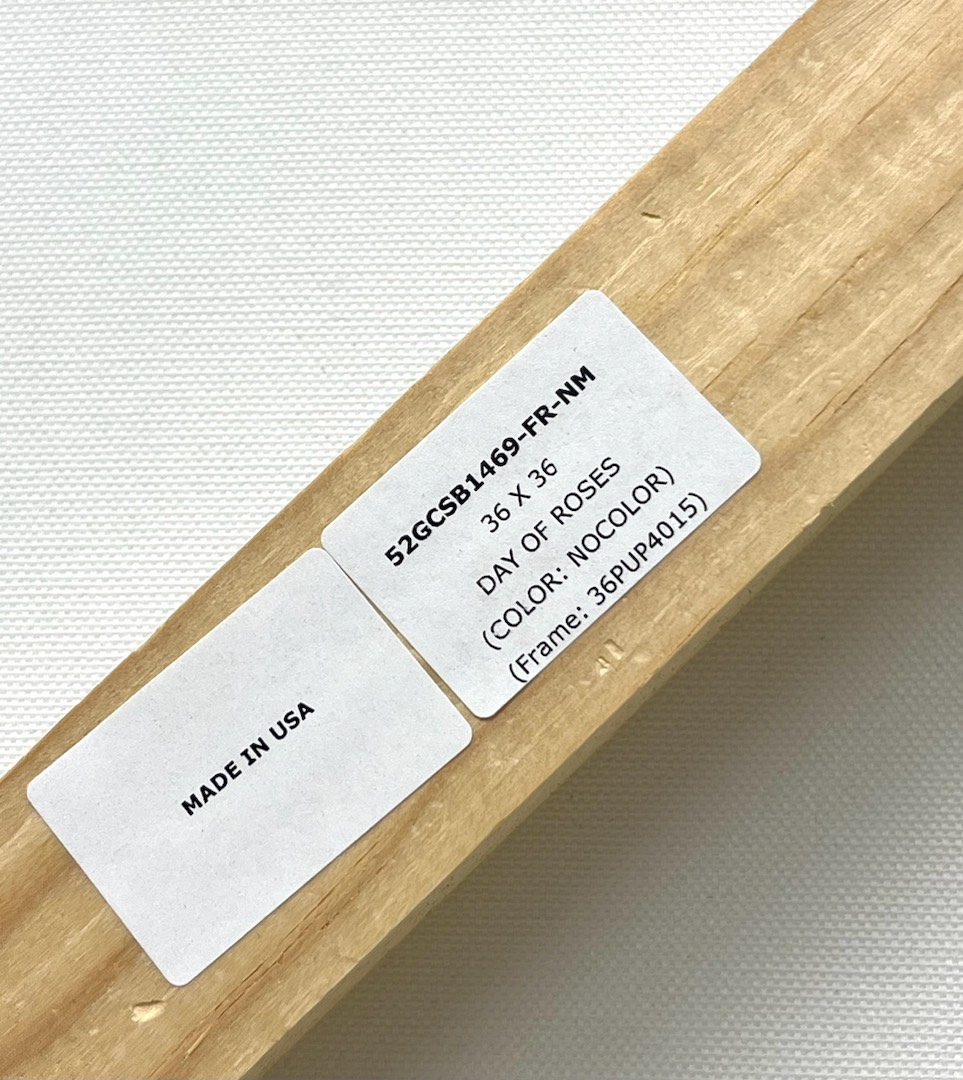 52GCSB1469-FR-NM
36 X 36
DAY OF ROSES
(COLOR: NOCOLOR)
(Frame: 36PUP4015)
MADE IN USA